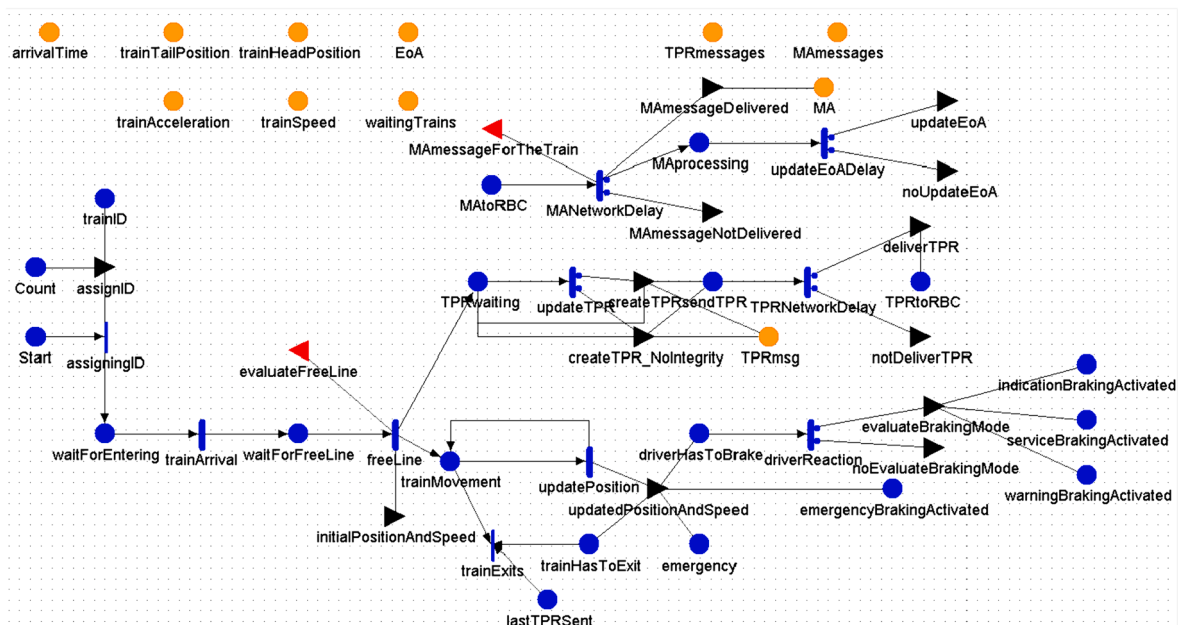 arrivalTime
trainTailPosition
trainHeadPosition
EoA
TPRmessages
MAmessages
trainAcceleration
trainSpeed
waitingTrains
MAmessageDelivered
MA
updateEoA
MAmessageForTheTrain
MAprocessing
updateEoADelay
noUpdateEoA
MAtoRBC
MANetworkDelay
MAmessageNotDelivered
trainID
deliverTPR
Count
assignID
TPRwaiting
updateTPR
createTPR
sendTPR
TPRNetworkDelay
TPRtoRBC
Start
assigningID
createTPR_NoIntegrity
TPRmsg
notDeliverTPR
evaluateFreeLine
indicationBrakingActivated
evaluateBrakingMode
serviceBrakingActivated
waitForEntering
trainArrival
waitForFreeLine
freeLine
driverHasToBrake
driverReaction
noEvaluateBrakingMode
trainMovement
updatePosition
warningBrakingActivated
updatedPositionAndSpeed
emergencyBrakingActivated
initialPositionAndSpeed
trainExits
trainHasToExit
emergency
lastTPRSent